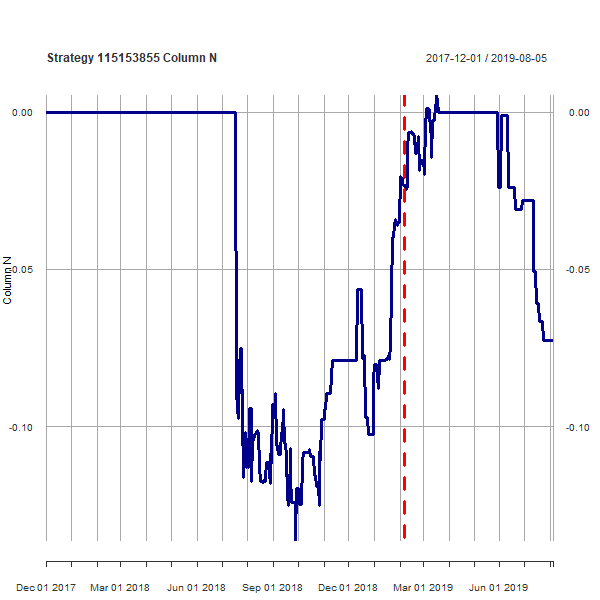 Strategy 115153855 Column N
2017-12-01 / 2019-08-05
0.00
0.00
-0.05
-0.05
-0.10
-0.10
Column N
Dec 01 2017
Mar 01 2018
Jun 01 2018
Sep 01 2018
Dec 01 2018
Mar 01 2019
Jun 01 2019